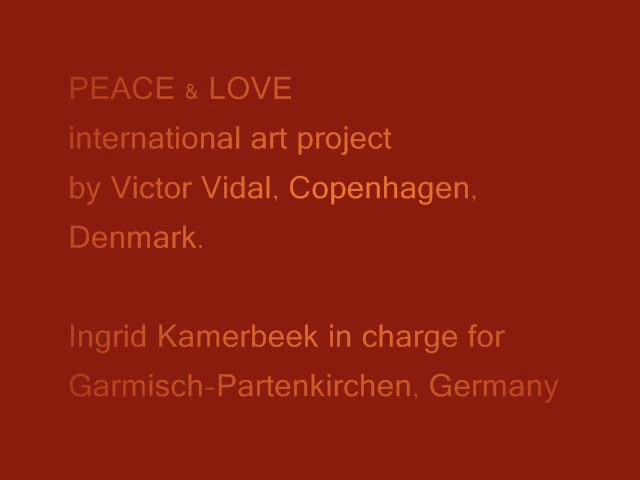 PEACE & LOVE
international art project
by Victor Vidal, Copenhagen,
Denmark.
Ingrid Kamerbeek in charge for
Garmisch-Partenkirchen, Germany